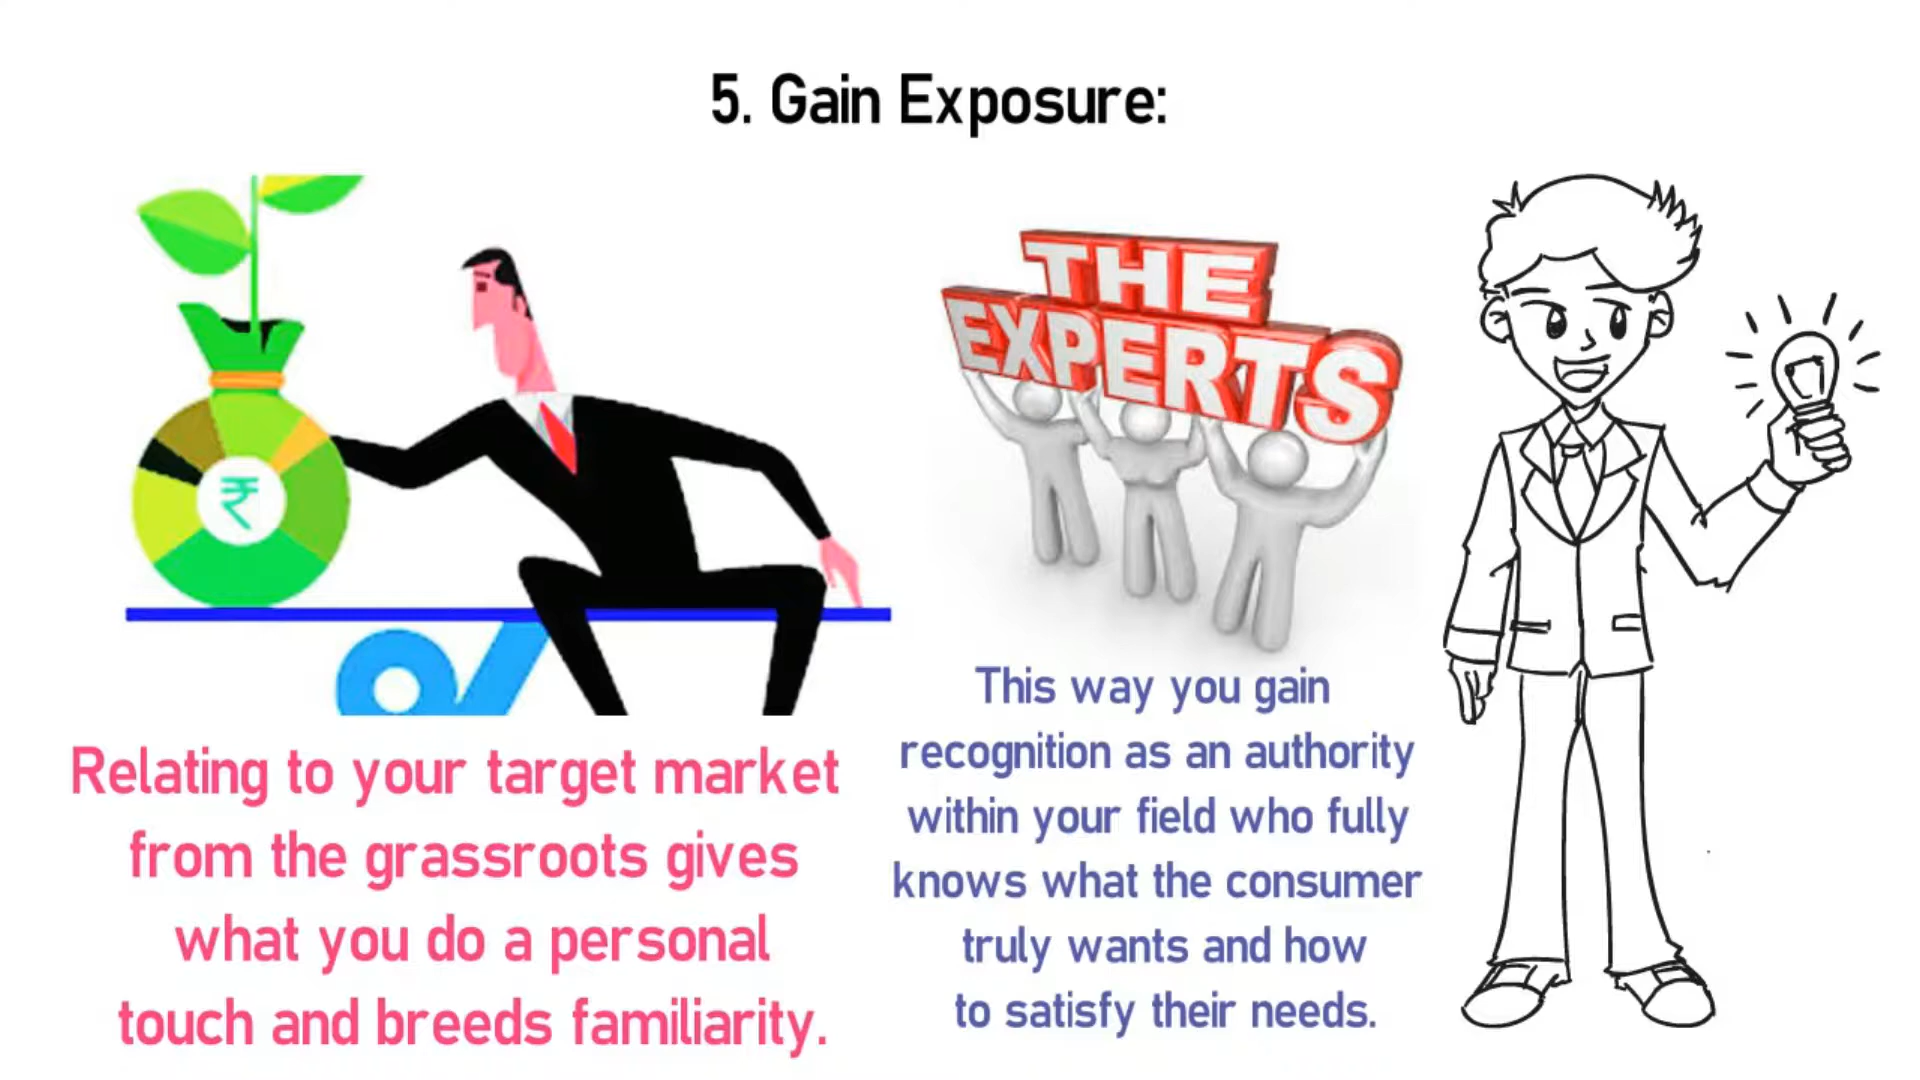 5. Gain Exposure:
₹
THE
EXPERTS
Relating to your target market
from the grassroots gives
what you do a personal
touch and breeds familiarity.
This way you gain
recognition as an authority
within your field who fully
knows what the consumer
truly wants and how
to satisfy their needs.